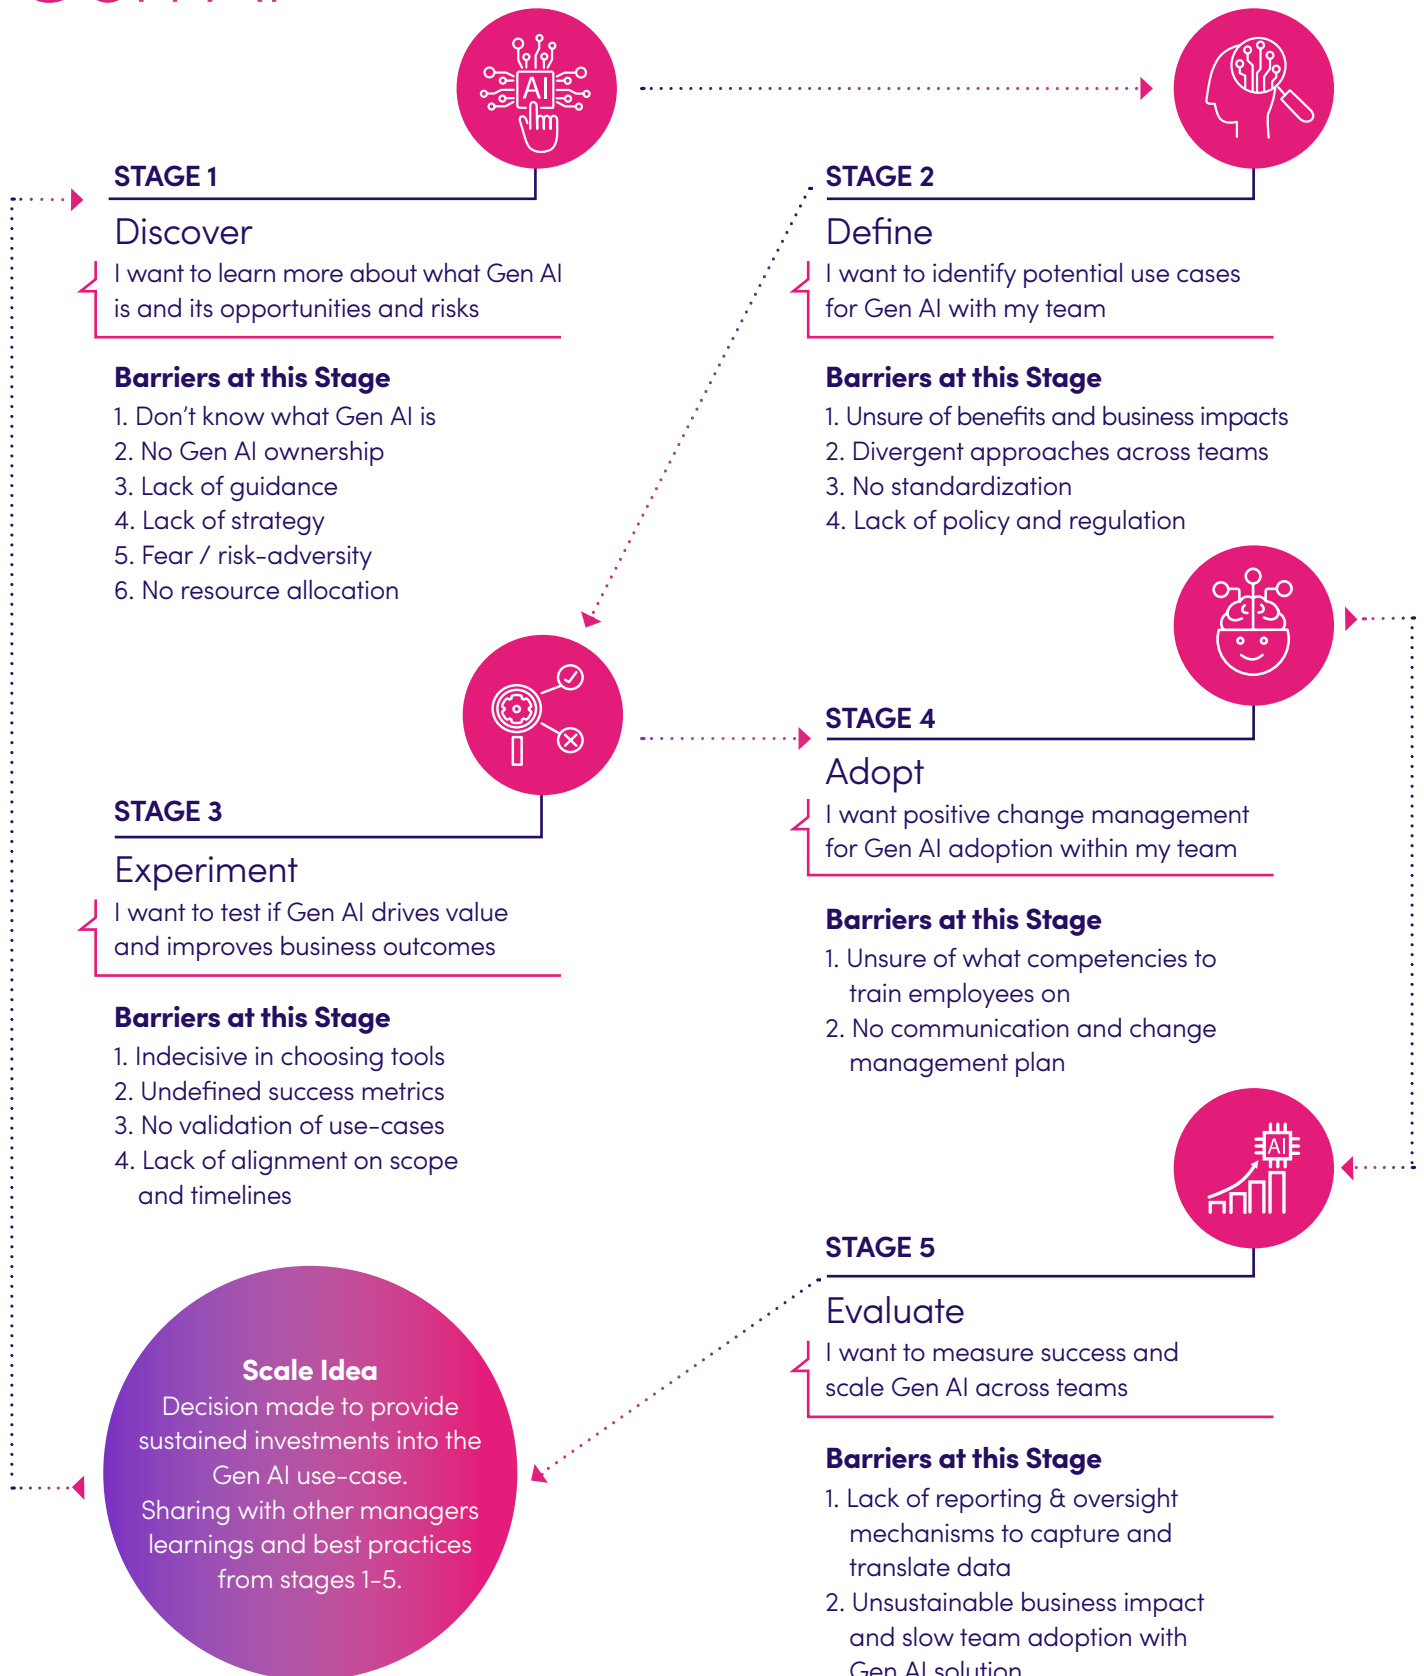 Gen AI
AI
STAGE 1
Discover
I want to learn more about what Gen AI
is and its opportunities and risks
Barriers at this Stage
1. Don’t know what Gen AI is
2. No Gen AI ownership
3. Lack of guidance
4. Lack of strategy
5. Fear / risk-adversity
6. No resource allocation
STAGE 2
Define
I want to identify potential use cases
for Gen AI with my team
Barriers at this Stage
1. Unsure of benefits and business impacts
2. Divergent approaches across teams
3. No standardization
4. Lack of policy and regulation
STAGE 3
Experiment
I want to test if Gen AI drives value
and improves business outcomes
Barriers at this Stage
1. Indecisive in choosing tools
2. Undefined success metrics
3. No validation of use-cases
4. Lack of alignment on scope
and timelines
STAGE 4
Adopt
I want positive change management
for Gen AI adoption within my team
Barriers at this Stage
1. Unsure of what competencies to
train employees on
2. No communication and change
management plan
AI
STAGE 5
Evaluate
I want to measure success and
scale Gen AI across teams
Barriers at this Stage
1. Lack of reporting & oversight
mechanisms to capture and
translate data
2. Unsustainable business impact
and slow team adoption with
Gen AI solution
Scale Idea
Decision made to provide
sustained investments into the
Gen AI use-case.
Sharing with other managers
learnings and best practices
from stages 1-5.